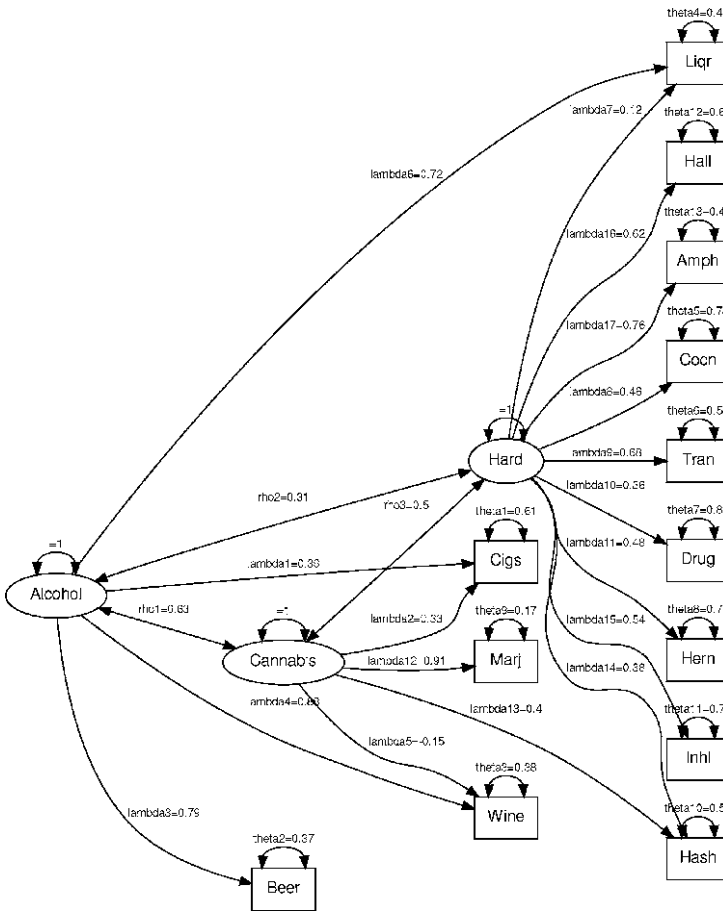 theta4=0.4
Liqr
lambda7=0.12
theta12=0.6
Hall
lambda6=0.72
lambda16=0.62
theta13=0.4
Amph
lambda17=0.76
theta5=0.7
Cocn
=1
lambda8=0.46
Hard
lambda9=0.68
theta6=0.5
Tran
rho2=0.31
rho3=0.5
lambda10=0.36
theta1=0.61
Cigs
lambda11=0.48
theta7=0.8
Drug
=1
Alcohol
lambda1=0.36
rho1=0.63
=1
lambda2=0.33
theta9=0.17
lambda15=0.54
theta8=0.7
Hern
Cannabis
lambda12=0.91
Marj
lambda14=0.38
lambda4=0.88
lambda13=0.4
theta11=0.7
Inhl
lambda5=-0.15
theta3=0.38
Wine
lambda3=0.79
theta10=0.5
Hash
theta2=0.37
Beer